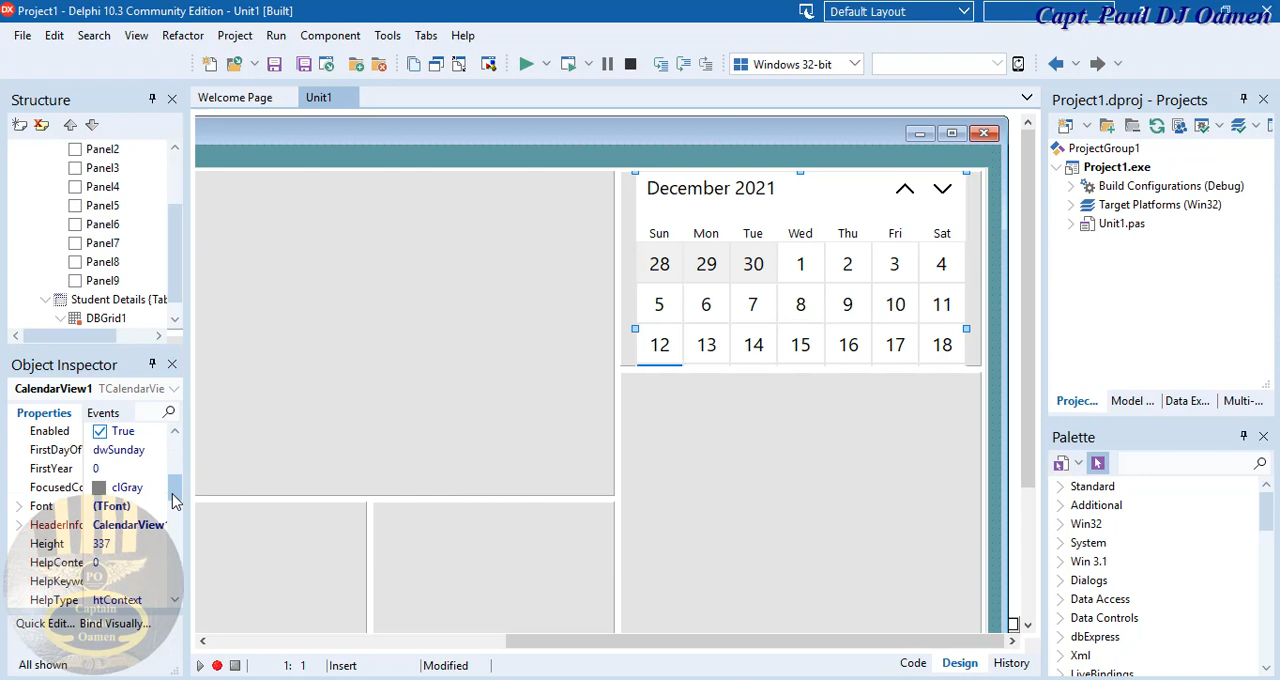 Project1 - Delphi 10.3 Community Edition - Unit1 [Built]
Default Layout
Capt. Paul DJ Oamen
File Edit Search View Refactor Project Run Component Tools Tabs Help
Windows 32-bit
Structure
Panel2
Panel3
Panel4
Panel5
Panel6
Panel7
Panel8
Panel9
Student Details {Tab
DBGrid1
Object Inspector
CalendarView1 TCalendarVie
Properties Events
Enabled True
FirstDayOf dwSunday
FirstYear 0
FocusedCo clGray
Font (TFont)
HeaderInfo CalendarView'
Height 337
HelpConte 0
HelpKeywo
HelpType htContext
PO
Captain
Paul DJ
Oamen
Quick Edit... Bind Visually...
All shown
Welcome Page Unit1
December 2021
Sun Mon Tue Wed Thu Fri Sat
28 29 30 1 2 3 4
5 6 7 8 9 10 11
12 13 14 15 16 17 18
1: 1 Insert Modified
Code Design History
Project1.dproj - Projects
ProjectGroup1
Project1.exe
Build Configurations (Debug)
Target Platforms (Win32)
Unit1.pas
Projec... Model ... Data Ex... Multi-...
Palette
Standard
Additional
Win32
System
Win 3.1
Dialogs
Data Access
Data Controls
dbExpress
Xml
LiveBindings